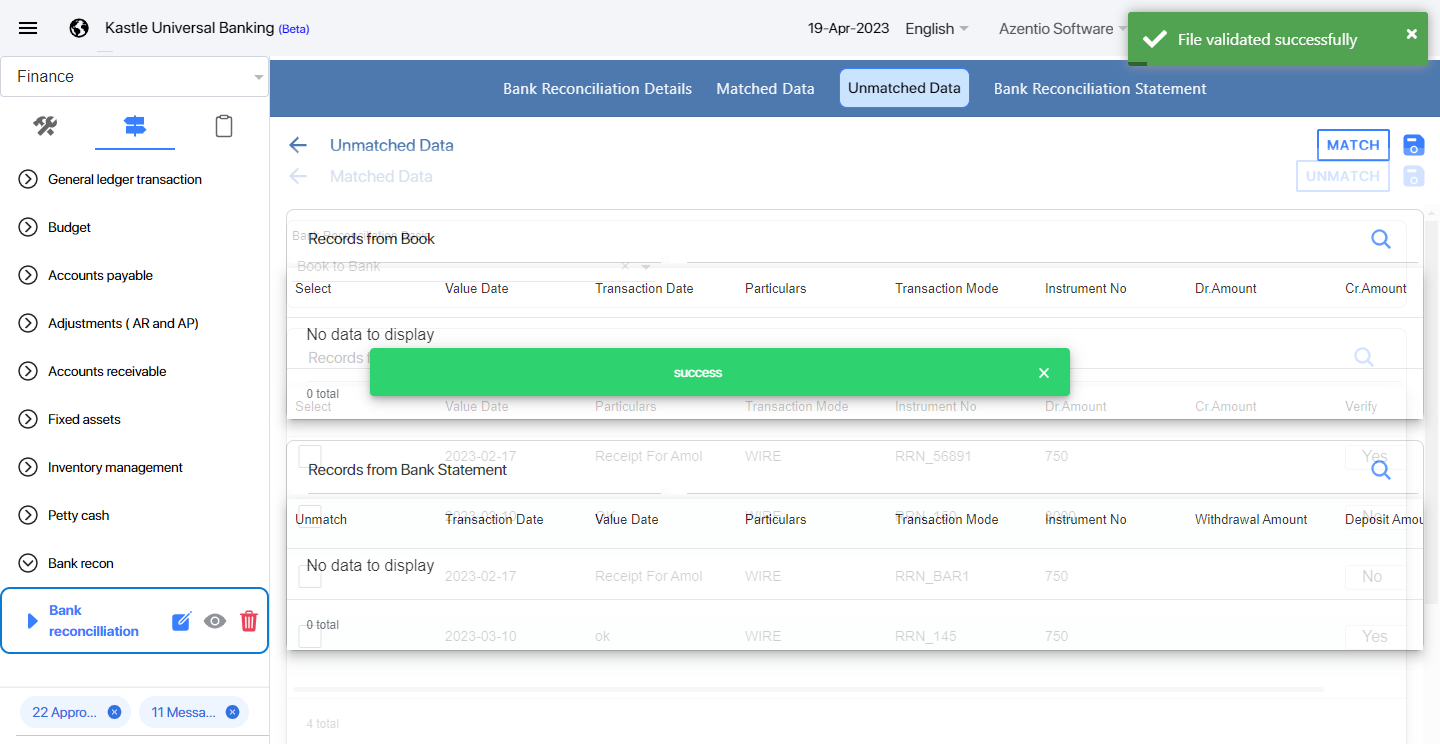 Kastle Universal Banking (Beta)
19-Apr-2023
English
Azentio Software
File validated successfully
Finance
Bank Reconciliation Details
Matched Data
Unmatched Data
Bank Reconciliation Statement
General ledger transaction
Budget
Accounts payable
Adjustments ( AR and AP)
Accounts receivable
Fixed assets
Inventory management
Petty cash
Bank recon
Bank
reconcilliation
22 Appro...
11 Messa...
Unmatched Data
MATCH
Matched Data
UNMATCH
Records from Book
Book to Bank
Select Value Date Transaction Date Particulars Transaction Mode Instrument No Dr.Amount Cr.Amount
No data to display
Records
success
0 total
Select Value Date Particulars Transaction Mode Instrument No Dr.Amount Cr.Amount Verify
2023-02-17 Receipt For Amol WIRE RRN_56891 750 Yes
Records from Bank Statement
Unmatch Transaction Date Value Date Particulars Transaction Mode Instrument No Withdrawal Amount Deposit Amou
No data to display
2023-02-17 Receipt For Amol WIRE RRN_BAR1 750 No
0 total
2023-03-10 ok WIRE RRN_145 750 Yes
4 total